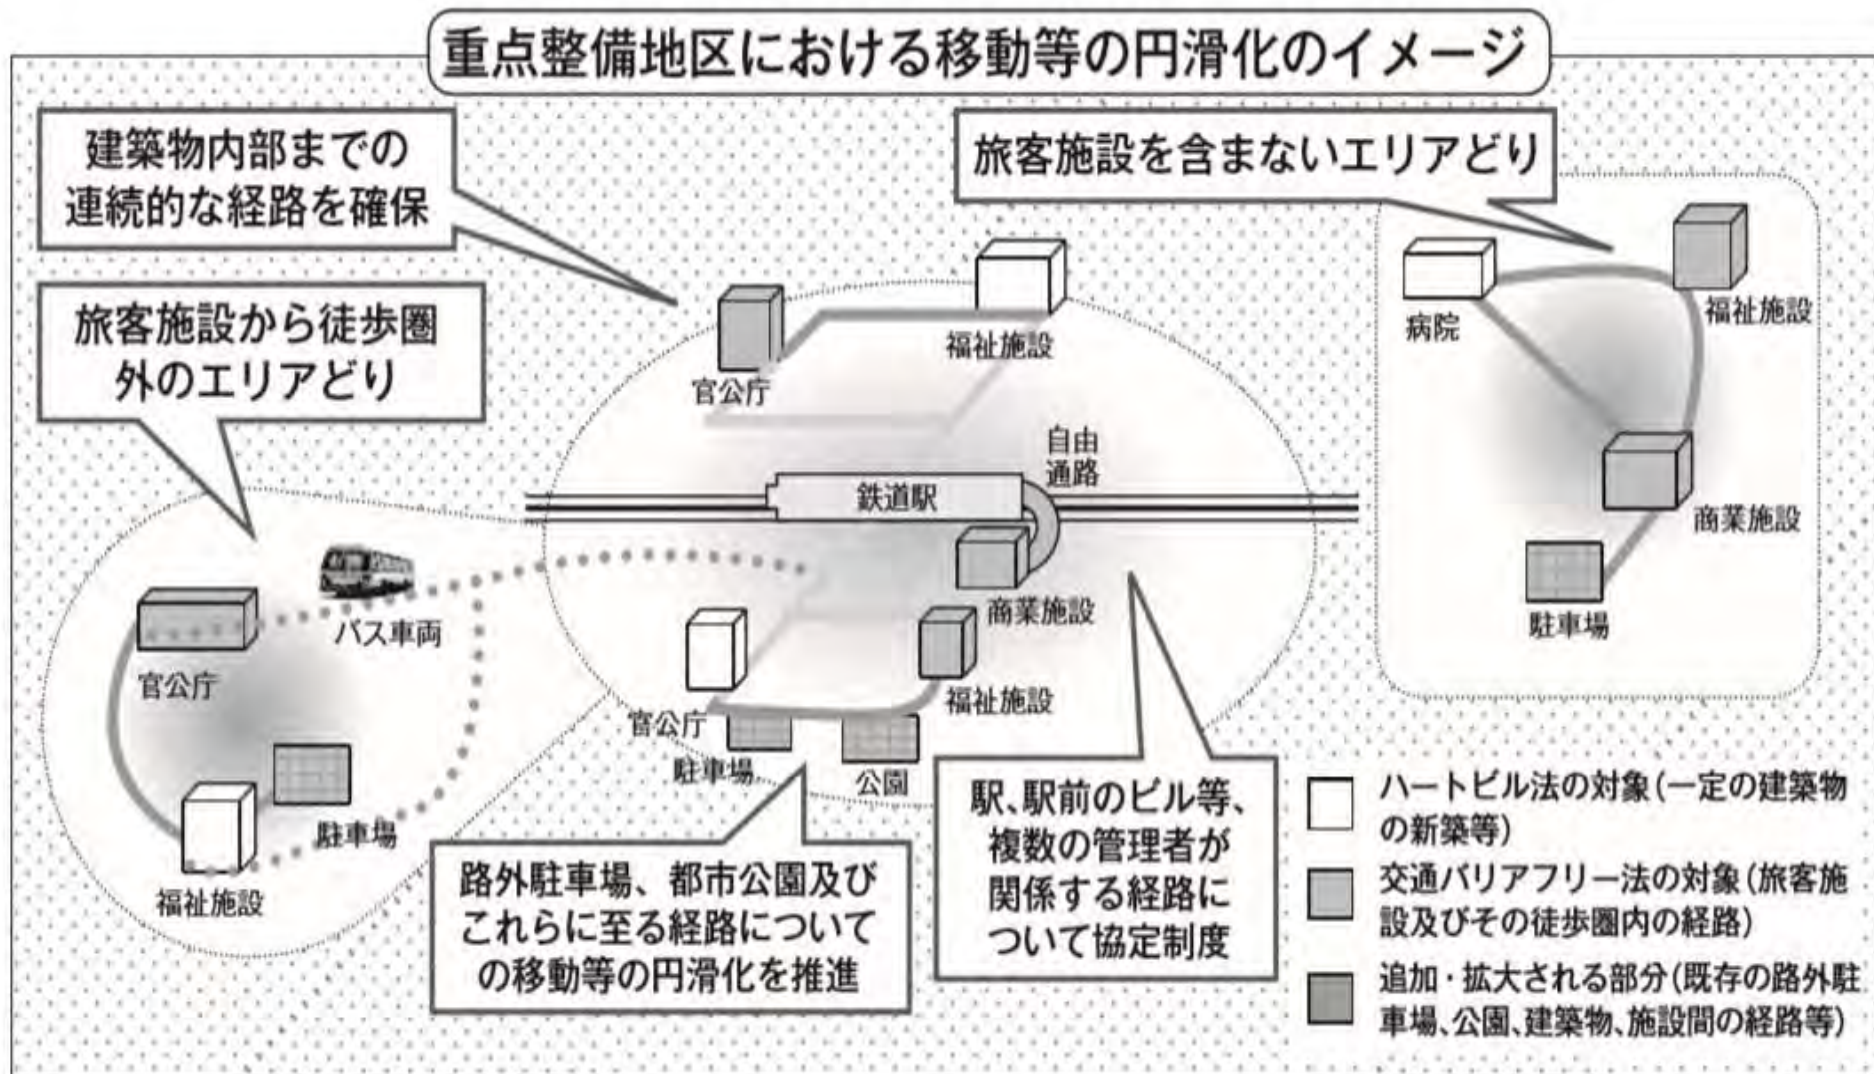 重点整備地区における移動等の円滑化のイメージ
建築物内部までの
連続的な経路を確保
旅客施設を含まないエリアどり
旅客施設から徒歩圏
外のエリアどり
福祉施設
官公庁
病院
福祉施設
自由
通路
鉄道駅
商業施設
駐車場
バス車両
官公庁
駐車場
福祉施設
商業施設
福祉施設
官公庁
駐車場
公園
路外駐車場、都市公園及び
これらに至る経路について
の移動等の円滑化を推進
駅、駅前のビル等、
複数の管理者が
関係する経路に
ついて協定制度
ハートビル法の対象(一定の建築物
の新築等)
交通バリアフリー法の対象(旅客施
設及びその徒歩圏内の経路)
追加・拡大される部分(既存の路外駐
車場、公園、建築物、施設間の経路等)